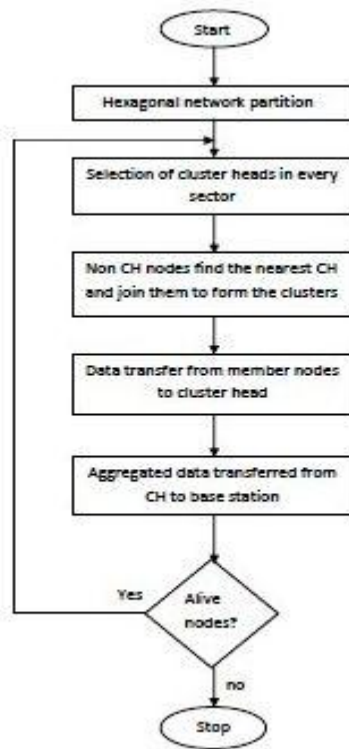 Start
Hexagonal network partition
Selection of cluster heads in every
sector
Non CH nodes find the nearest CH
and join them to form the clusters
Data transfer from member nodes
to cluster head
Aggregated data transferred from
CH to base station
Yes
Alive
nodes?
no
Stop